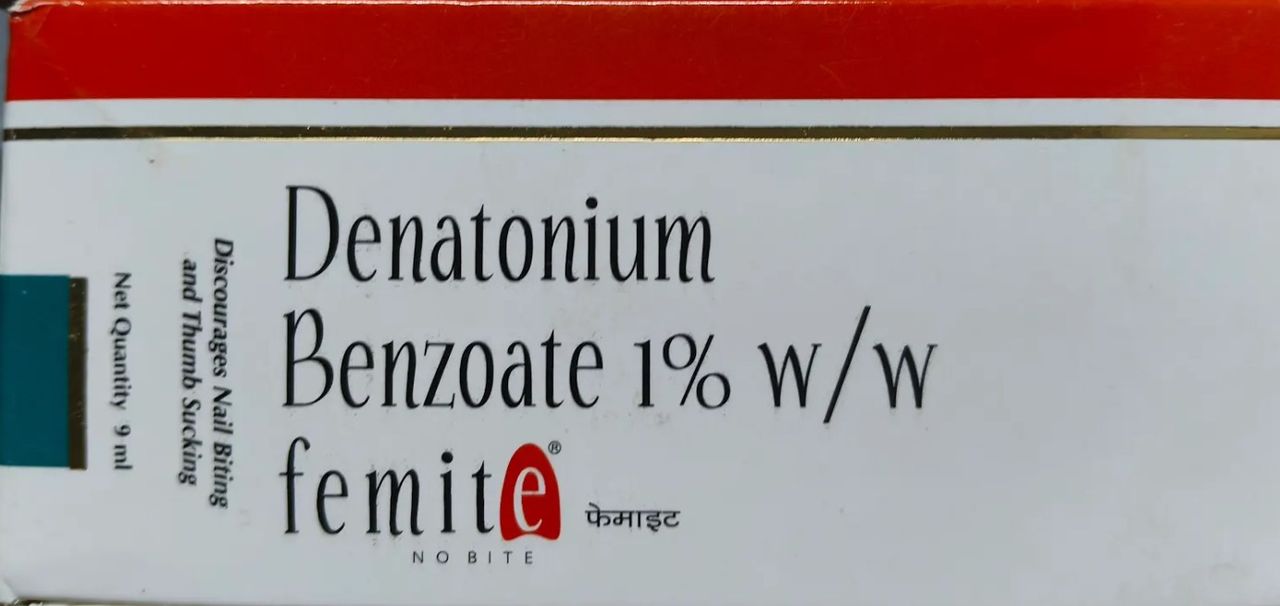 Denatonium
Benzoate 1% w/w
femite®
फेमाइट
NO BITE
Discourages Nail Biting
and Thumb Sucking
Net Quantity 9 ml